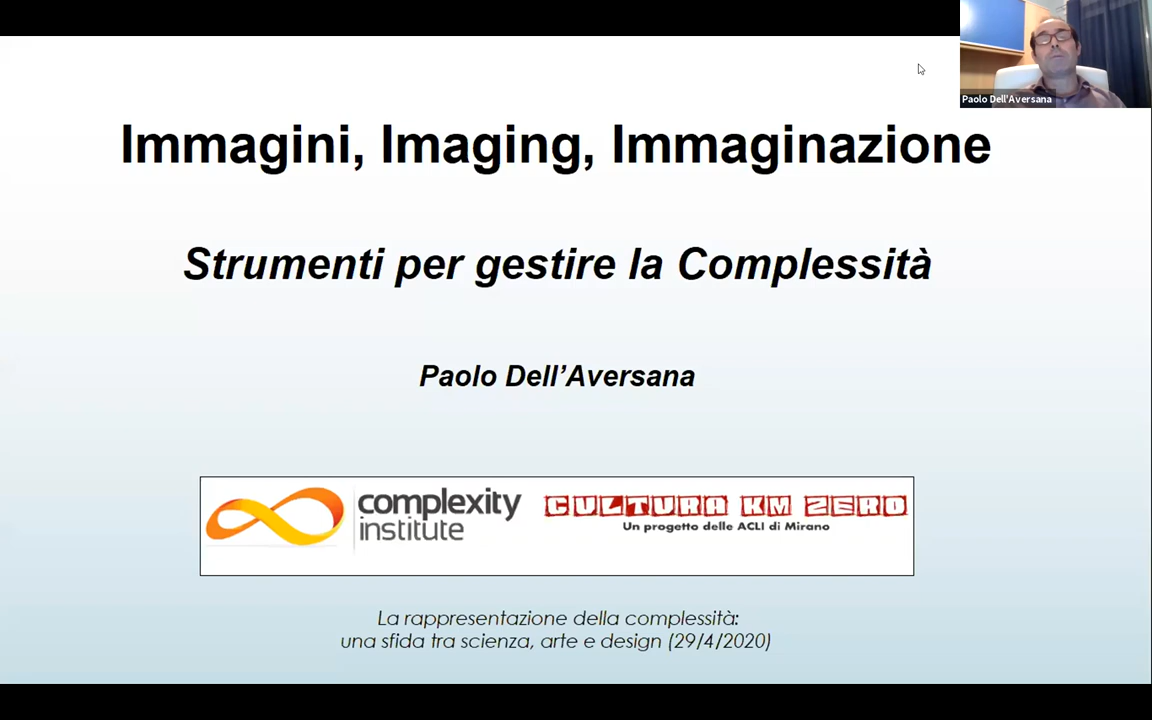 Paolo Dell'Aversana
Immagini, Imaging, Immaginazione
Strumenti per gestire la Complessità
Paolo Dell’Aversana
complexity
institute
CULTURA KM ZERO
Un progetto delle ACLI di Mirano
La rappresentazione della complessità:
una sfida tra scienza, arte e design (29/4/2020)